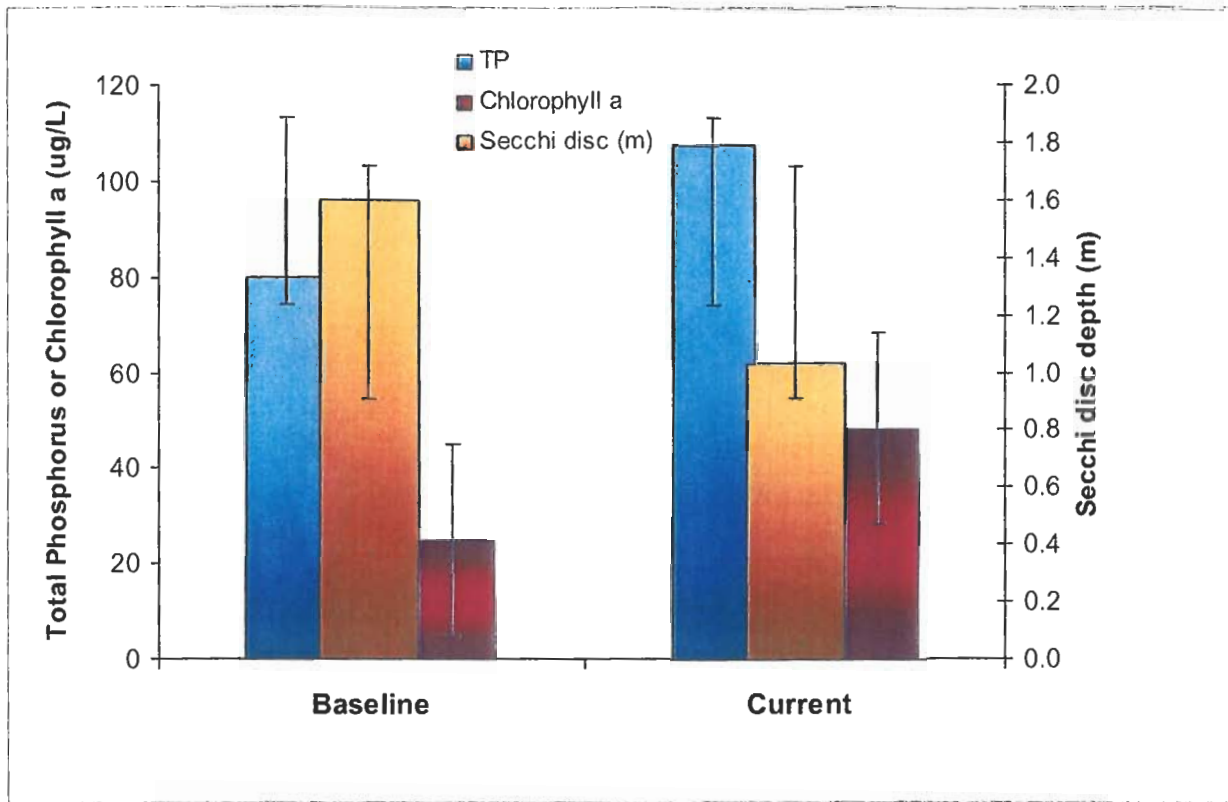 TP
Chlorophyll a
Secchi disc (m)
Total Phosphorus or Chlorophyll a (ug/L)
120
100
80
60
40
20
0
2.0
1.8
1.6
1.4
1.2
1.0
0.8
0.6
0.4
0.2
0.0
Secchi disc depth (m)
Baseline
Current